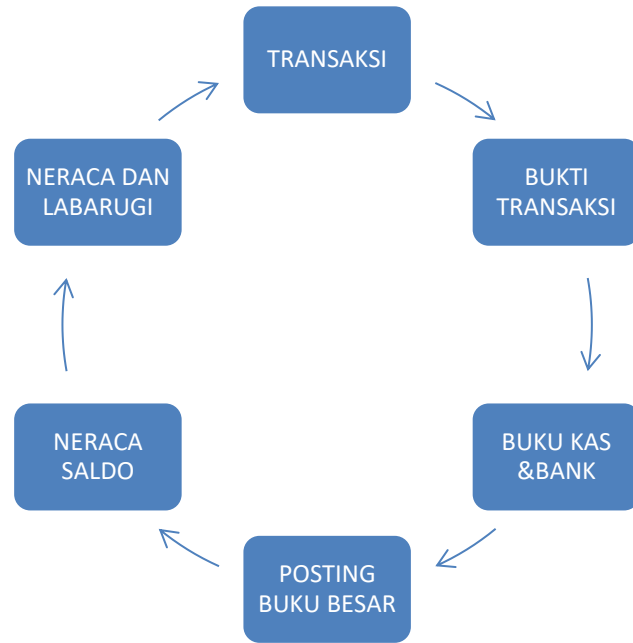 TRANSAKSI
BUKTI
TRANSAKSI
BUKU KAS
&BANK
POSTING
BUKU BESAR
NERACA
SALDO
NERACA DAN
LABARUGI